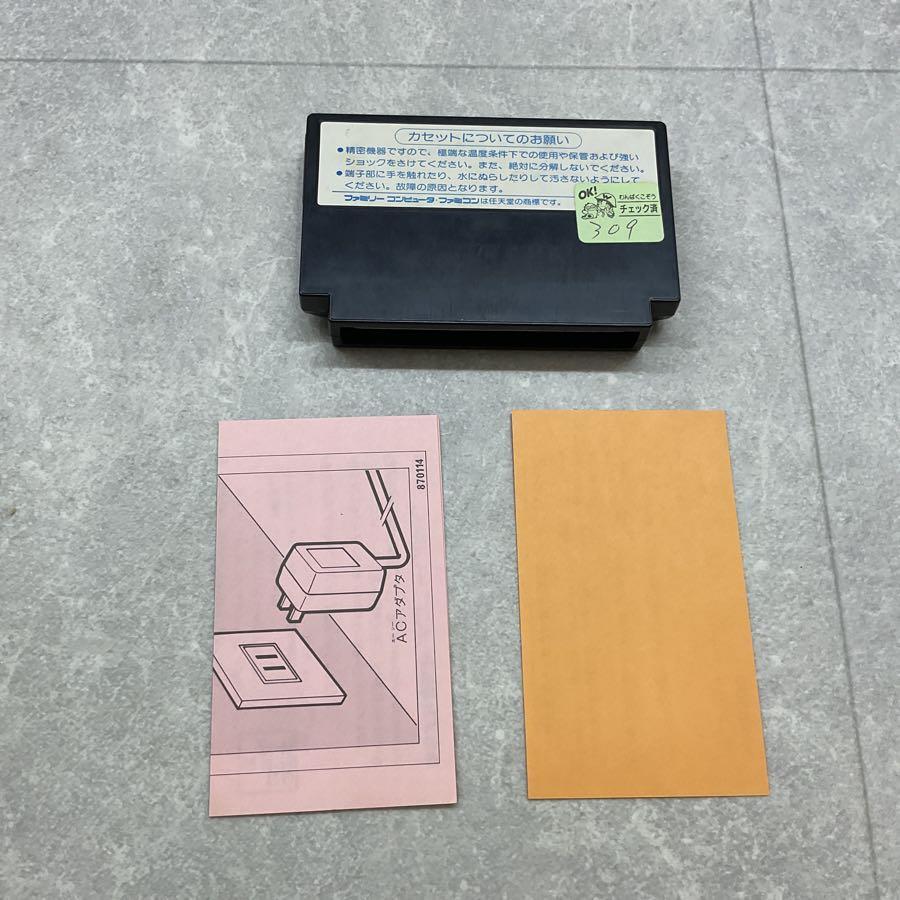 カセットについてのお願い
●精密機器ですので、極端な温度条件下での使用や保管および強い
ショックをさけてください。また、絶対に分解しないでください。
●端子部に手を触れたり、水にぬらしたりして汚さないようにして
ください。故障の原因となります。
ファミリーコンピュータ・ファミコンは任天堂の商標です。
OK!
わんぱくこぞう
チェック済
309
870114
ACアダプタ